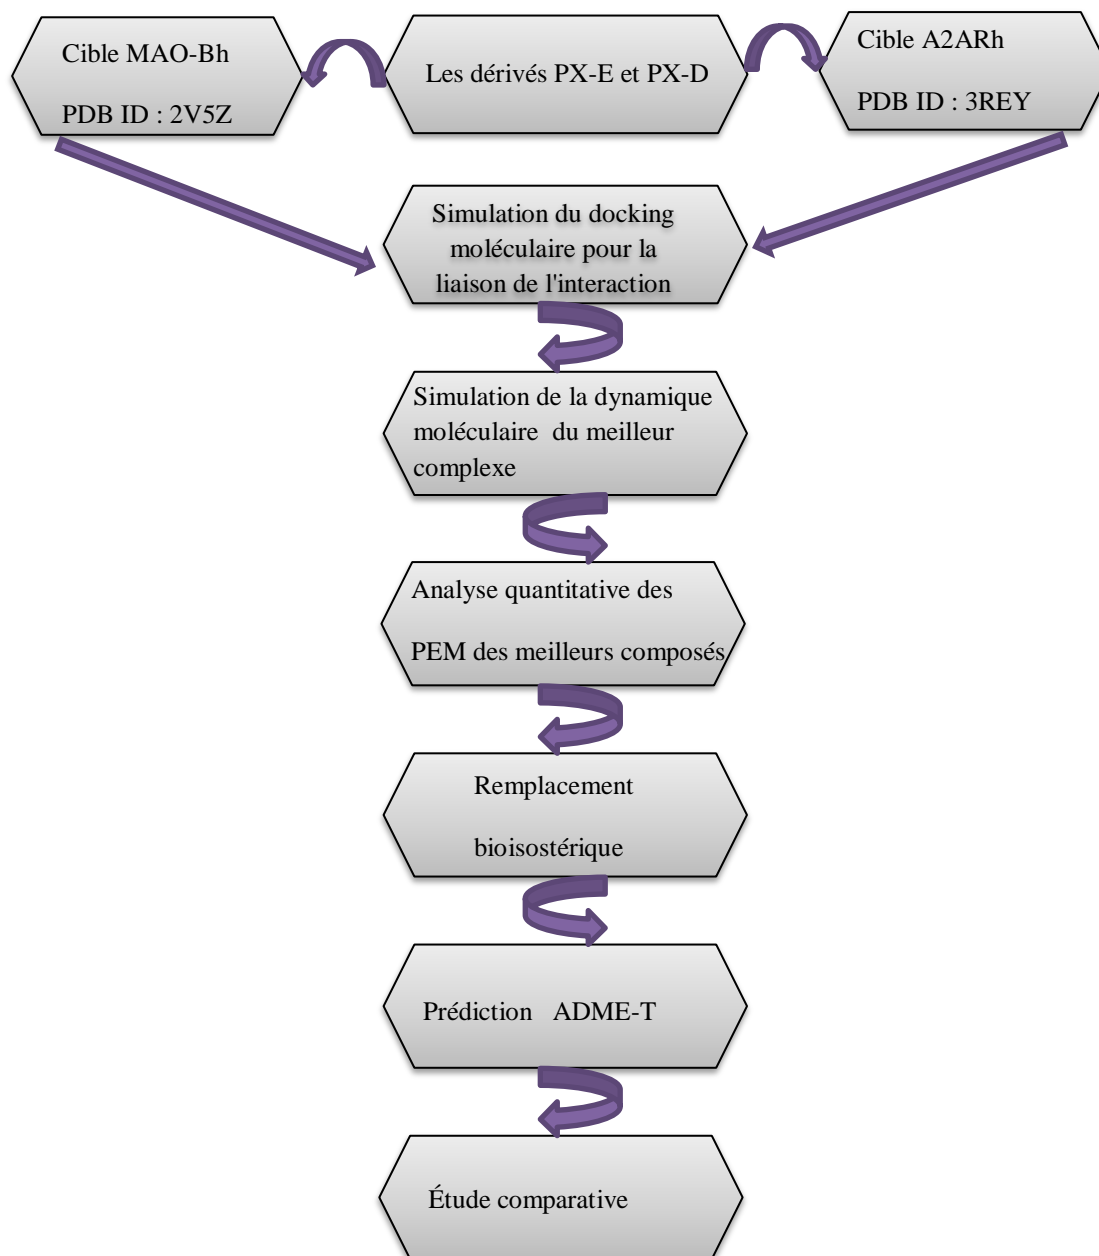 Cible MAO-Bh
PDB ID : 2V5Z
Les dérivés PX-E et PX-D
Cible A2ARh
PDB ID : 3REY
Simulation du docking
moléculaire pour la
liaison de l'interaction
Simulation de la dynamique
moléculaire du meilleur
complexe
Analyse quantitative des
PEM des meilleurs composés
Remplacement
bioisostérique
Prédiction ADME-T
Étude comparative